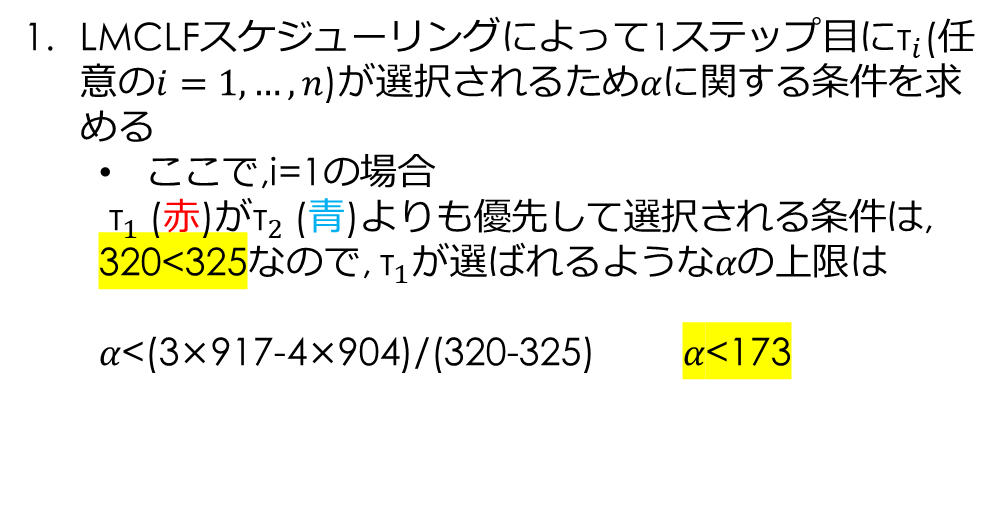 1. LMCLFスケジューリングによって1ステップ目にτ𝑖(任
意の𝑖 = 1, … , 𝑛)が選択されるため𝛼に関する条件を求
める
• ここで,i=1の場合
τ₁ (赤)がτ₂ (青)よりも優先して選択される条件は,
320<325なので, τ₁が選ばれるような𝛼の上限は
𝛼<(3×917-4×904)/(320-325) 𝛼<173